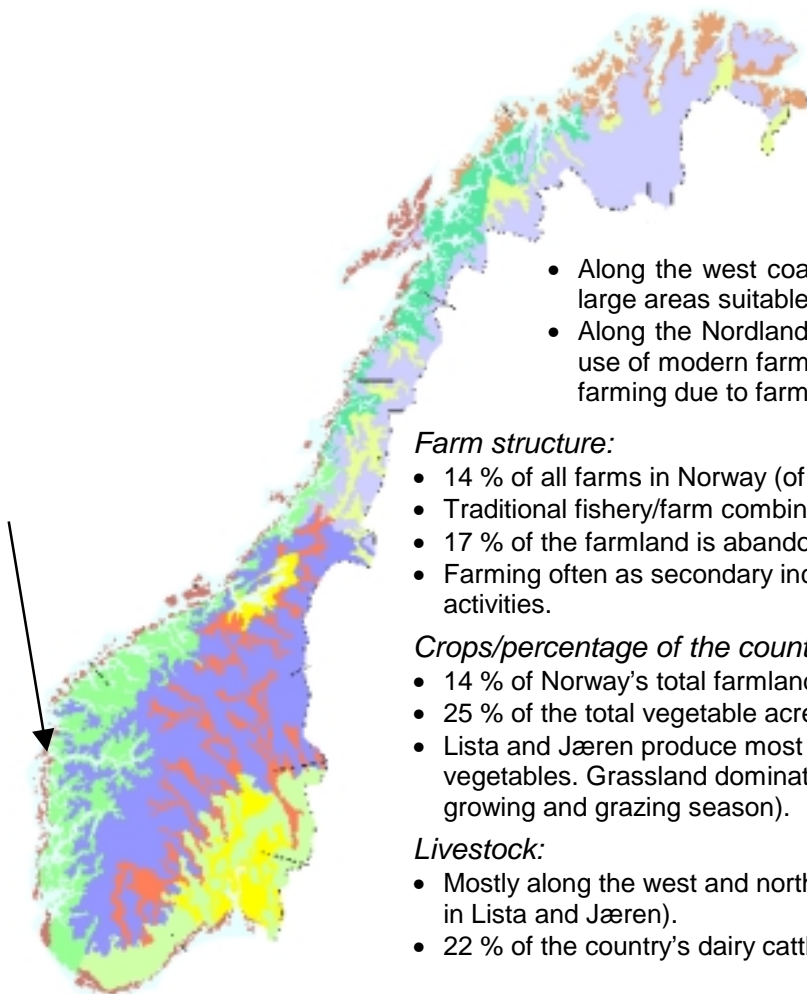 • Along the west coa
large areas suitable
• Along the Nordland
use of modern farm
farming due to farm
Farm structure:
• 14 % of all farms in Norway (of
• Traditional fishery/farm combin
• 17 % of the farmland is abando
• Farming often as secondary inc
activities.
Crops/percentage of the count
• 14 % of Norway's total farmland
• 25 % of the total vegetable acre
• Lista and Jæren produce most
vegetables. Grassland dominat
growing and grazing season).
Livestock:
• Mostly along the west and north
in Lista and Jæren).
• 22 % of the country's dairy cattl